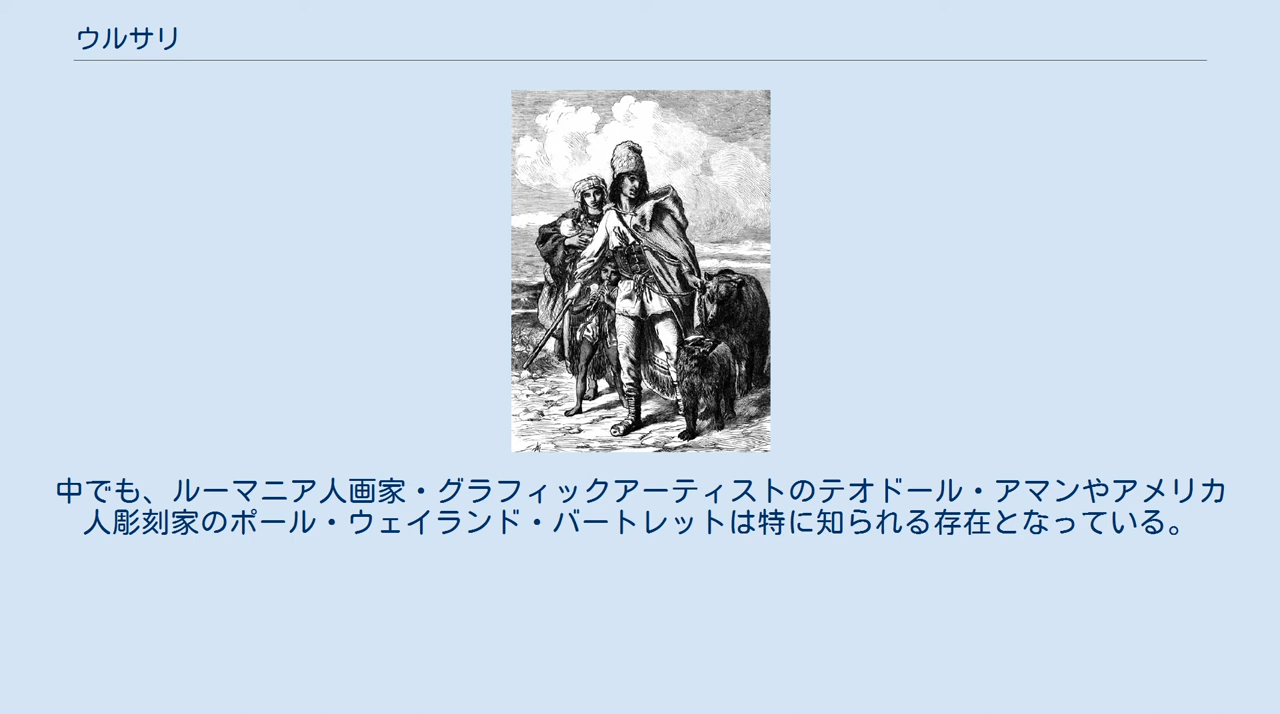 ウルサリ
中でも、ルーマニア人画家・グラフィックアーティストのテオドール・アマンやアメリカ
人彫刻家のポール・ウェイランド・バートレットは特に知られる存在となっている。